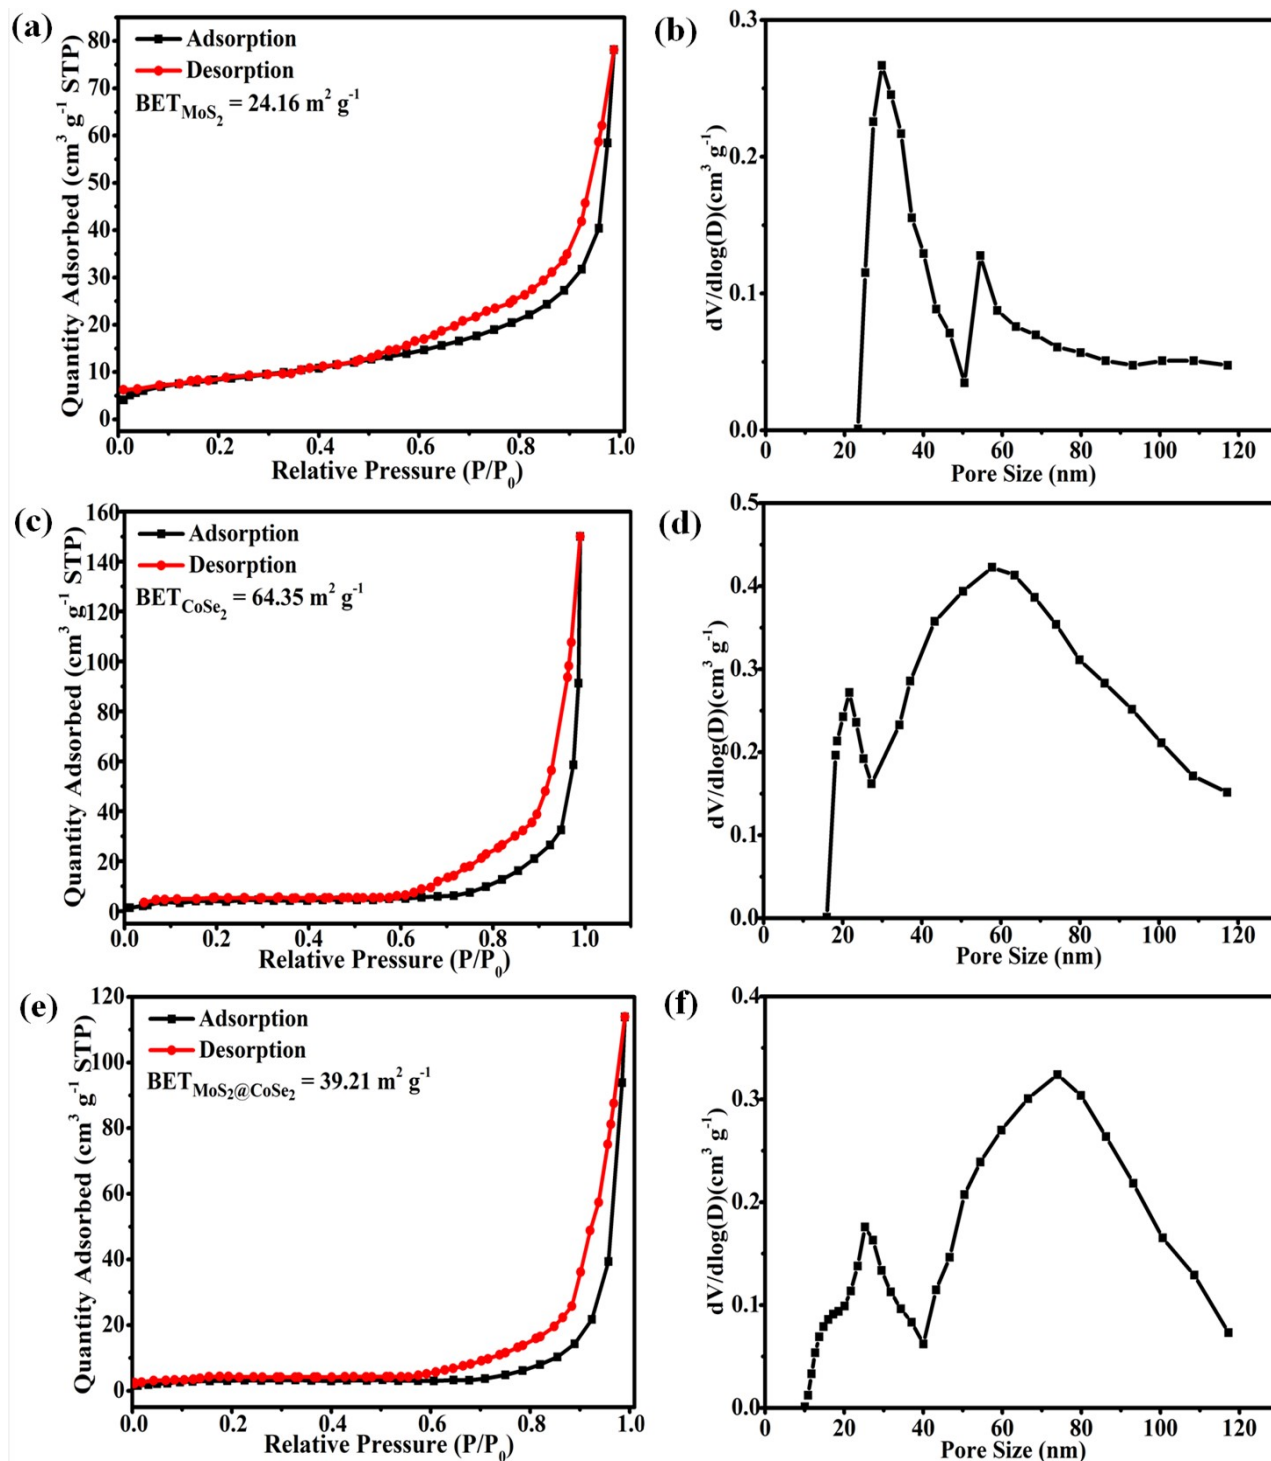 (a)
Adsorption
Desorption
BET_MoS₂ = 24.16 m² g⁻¹
Quantity Adsorbed (cm³ g⁻¹ STP)
80
70
60
50
40
30
20
10
0
0.0 0.2 0.4 0.6 0.8 1.0
Relative Pressure (P/P₀)
(b)
dV/dlog(D)(cm³ g⁻¹)
0.3
0.2
0.1
0.0
0 20 40 60 80 100 120
Pore Size (nm)
(c)
Adsorption
Desorption
BET_CoSe₂ = 64.35 m² g⁻¹
Quantity Adsorbed (cm³ g⁻¹ STP)
160
140
120
100
80
60
40
20
0
0.0 0.2 0.4 0.6 0.8 1.0
Relative Pressure (P/P₀)
(d)
dV/dlog(D)(cm³ g⁻¹)
0.5
0.4
0.3
0.2
0.1
0.0
0 20 40 60 80 100 120
Pore Size (nm)
(e)
Adsorption
Desorption
BET_MoS₂@CoSe₂ = 39.21 m² g⁻¹
Quantity Adsorbed (cm³ g⁻¹ STP)
120
100
80
60
40
20
0
0.0 0.2 0.4 0.6 0.8 1.0
Relative Pressure (P/P₀)
(f)
dV/dlog(D)(cm³ g⁻¹)
0.4
0.3
0.2
0.1
0.0
0 20 40 60 80 100 120
Pore Size (nm)